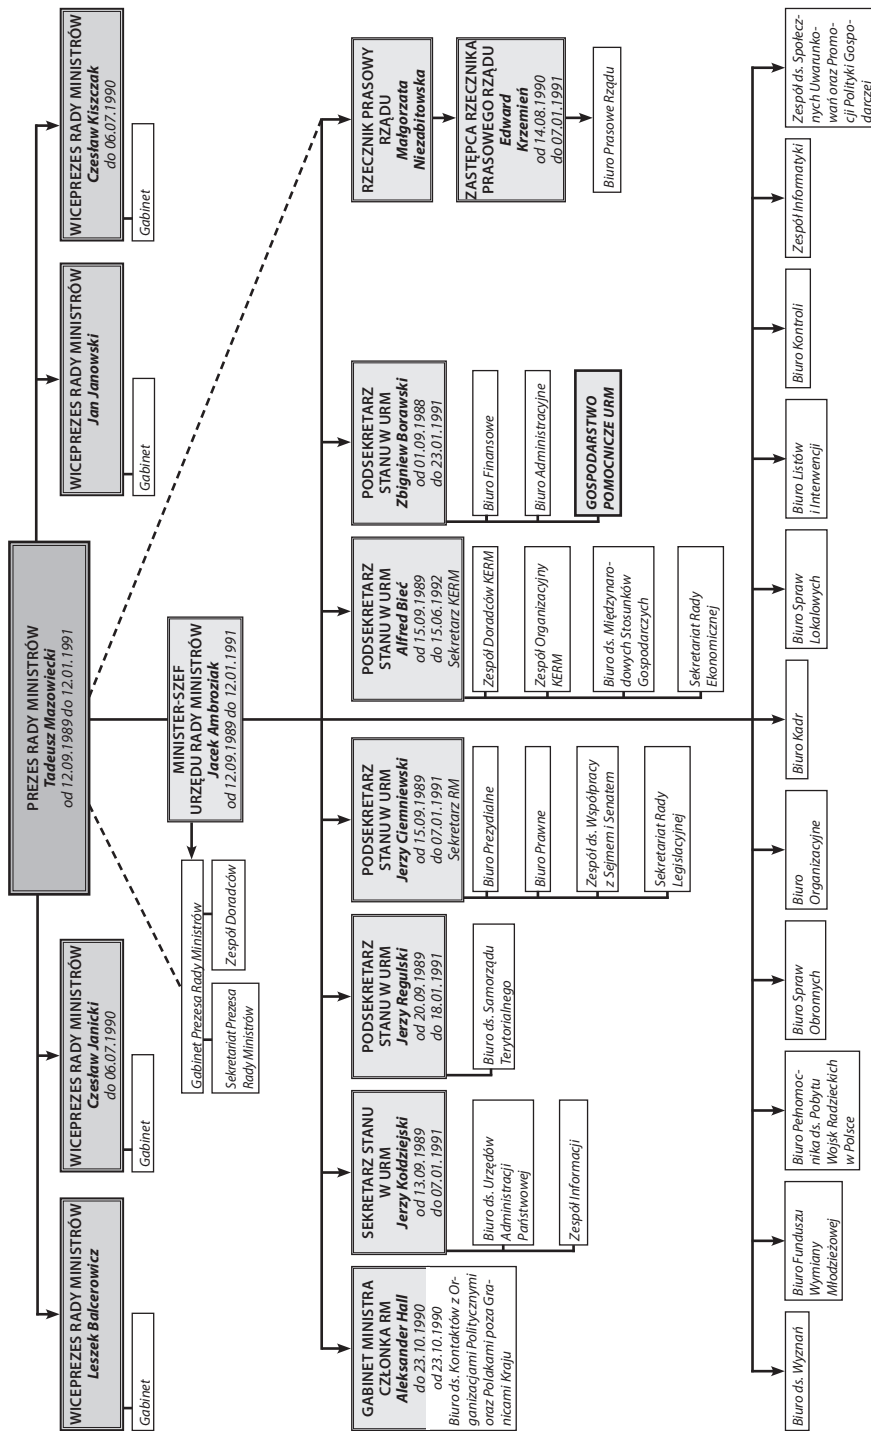 PREZES RADY MINISTRÓW
Tadeusz Mazowiecki
od 12.09.1989 do 12.01.1991
WICEPREZES RADY MINISTRÓW
Leszek Balcerowicz
Gabinet
WICEPREZES RADY MINISTRÓW
Czesław Janicki
do 06.07.1990
Gabinet
WICEPREZES RADY MINISTRÓW
Jan Janowski
Gabinet
WICEPREZES RADY MINISTRÓW
Czesław Kiszczak
do 06.07.1990
Gabinet
MINISTER-SZEF
URZĘDU RADY MINISTRÓW
Jacek Ambroziak
od 12.09.1989 do 12.01.1991
Gabinet Prezesa Rady Ministrów
Sekretariat Prezesa
Rady Ministrów
Zespół Doradców
GABINET MINISTRA
CZŁONKA RM
Aleksander Hall
do 23.10.1990
od 23.10.1990
Biuro ds. Kontaktów z Or-
ganizacjami Politycznymi
oraz Polakami poza Gra-
nicami Kraju
SEKRETARZ STANU
W URM
Jerzy Kołdziejski
od 13.09.1989
do 07.01.1991
Biuro ds. Urzędów
Administracji
Państwowej
Zespół Informacji
PODSEKRETARZ
STANU W URM
Jerzy Regulski
od 20.09.1989
do 18.01.1991
Biuro ds. Samorządu
Terytorialnego
PODSEKRETARZ
STANU W URM
Jerzy Ciemniewski
od 15.09.1989
do 07.01.1991
Sekretarz RM
Biuro Prezydialne
Biuro Prawne
Zespół ds. Współpracy
z Sejmem i Senatem
Sekretariat Rady
Legislacyjnej
PODSEKRETARZ
STANU W URM
Alfred Bieć
od 15.09.1989
do 15.06.1992
Sekretarz KERM
Zespół Doradców KERM
Zespół Organizacyjny
KERM
Biuro ds. Międzynaro-
dowych Stosunków
Gospodarczych
Sekretariat Rady
Ekonomicznej
PODSEKRETARZ
STANU W URM
Zbigniew Borawski
od 01.09.1988
do 23.01.1991
Biuro Finansowe
Biuro Administracyjne
GOSPODARSTWO
POMOCNICZE URM
RZECZNIK PRASOWY
RZĄDU
Małgorzata
Niezabitowska
ZASTĘPCA RZECZNIKA
PRASOWEGO RZĄDU
Edward
Krzemień
od 14.08.1990
do 07.01.1991
Biuro Prasowe Rządu
Biuro ds. Wyznań
Biuro Funduszu
Wymiany
Młodzieżowej
Biuro Pełnomoc-
nika ds. Pobytu
Wojsk Radzieckich
w Polsce
Biuro Spraw
Obronnych
Biuro
Organizacyjne
Biuro Kadr
Biuro Spraw
Lokalowych
Biuro Listów
i Interwencji
Biuro Kontroli
Zespół Informatyki
Zespół ds. Społecz-
nych Uwarunko-
wań oraz Promo-
cji Polityki Gospo-
darczej